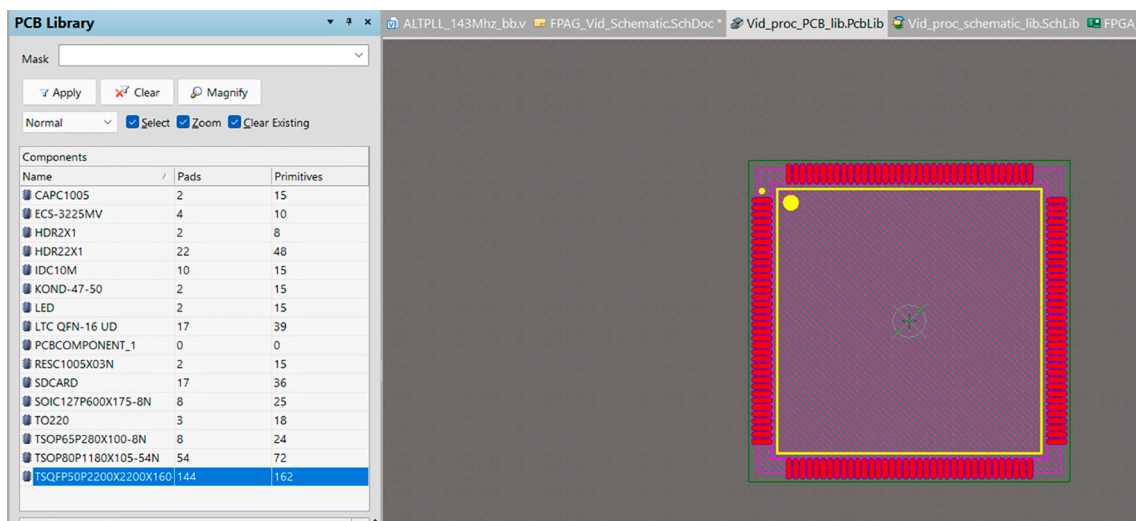 PCB Library
ALTPLL_143Mhz_bb.v FPAG_Vid_Schematic.SchDoc * Vid_proc_PCB_lib.PcbLib Vid_proc_schematic_lib.SchLib FPGA_
Mask
Apply Clear Magnify
Normal Select Zoom Clear Existing
Components
Name / Pads Primitives
CAPC1005 2 15
ECS-3225MV 4 10
HDR2X1 2 8
HDR22X1 22 48
IDC10M 10 15
KOND-47-50 2 15
LED 2 15
LTC QFN-16 UD 17 39
PCBCOMPONENT_1 0 0
RESC1005X03N 2 15
SDCARD 17 36
SOIC127P600X175-8N 8 25
TO220 3 18
TSOP65P280X100-8N 8 24
TSOP80P1180X105-54N 54 72
TSQFP50P2200X2200X160 144 162